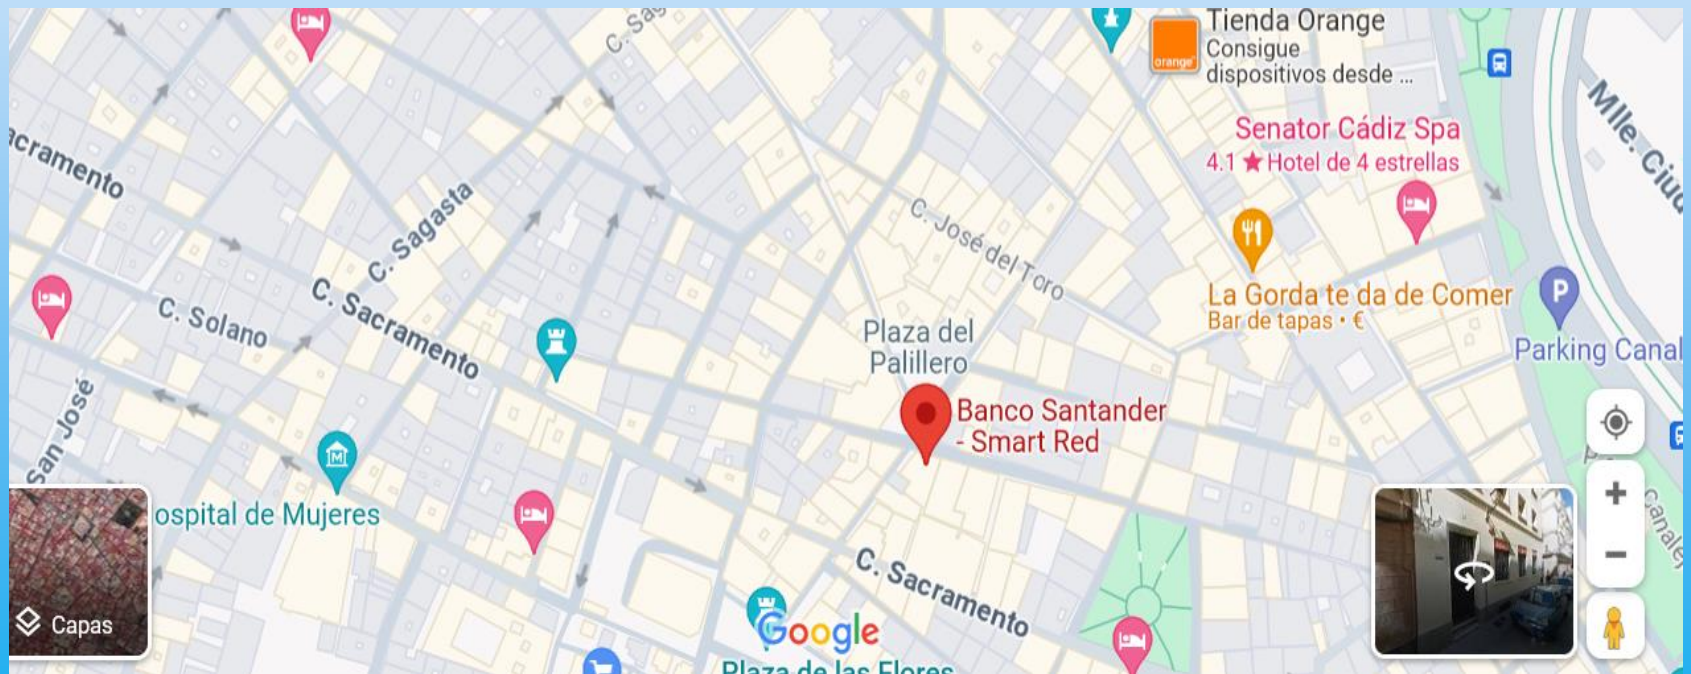 C. Sag
Tienda Orange
Consigue
dispositivos desde ...
orange
Mlle. Ciud
Senator Cádiz Spa
4.1 ★ Hotel de 4 estrellas
acramento
C. Sagasta
C. José del Toro
C. Sacramento
C. Solano
La Gorda te da de Comer
Bar de tapas • €
P
Parking Canal
Plaza del
Palillero
San José
Banco Santander
- Smart Red
M
ospital de Mujeres
Canalej
C. Sacramento
Capas
Google
Plaza de las Flores